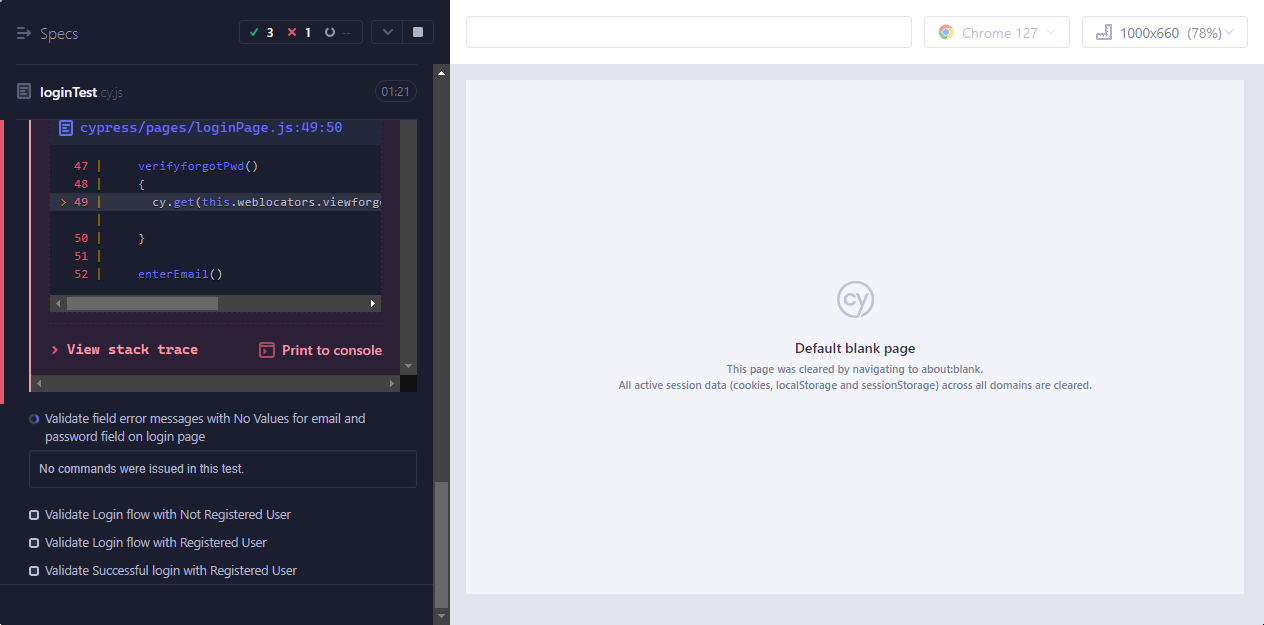 Specs
3
1
--
loginTest.cy.js
01:21
cypress/pages/loginPage.js:49:50
47 | verifyforgotPwd()
48 | {
> 49 | cy.get(this.weblocators.viewforg
|
50 | }
51 |
52 | enterEmail()
> View stack trace
Print to console
Validate field error messages with No Values for email and
password field on login page
No commands were issued in this test.
Validate Login flow with Not Registered User
Validate Login flow with Registered User
Validate Successful login with Registered User
Chrome 127
1000x660 (78%)
cy
Default blank page
This page was cleared by navigating to about:blank.
All active session data (cookies, localStorage and sessionStorage) across all domains are cleared.